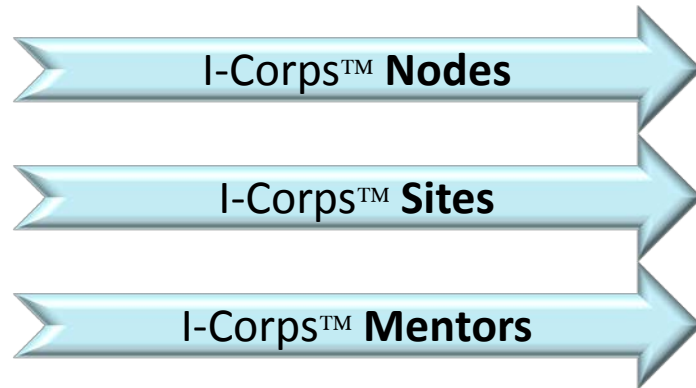 I-Corps™ Nodes
I-Corps™ Sites
I-Corps™ Mentors